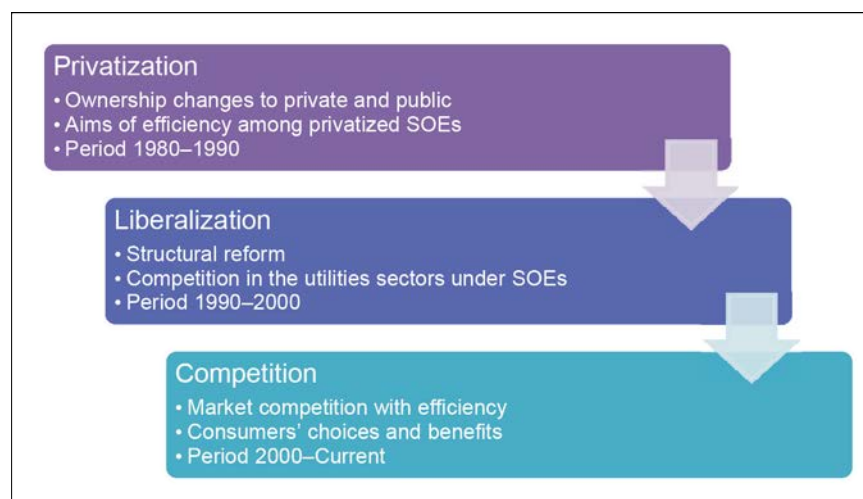 Privatization
• Ownership changes to private and public
• Aims of efficiency among privatized SOEs
• Period 1980–1990
Liberalization
• Structural reform
• Competition in the utilities sectors under SOEs
• Period 1990–2000
Competition
• Market competition with efficiency
• Consumers’ choices and benefits
• Period 2000–Current